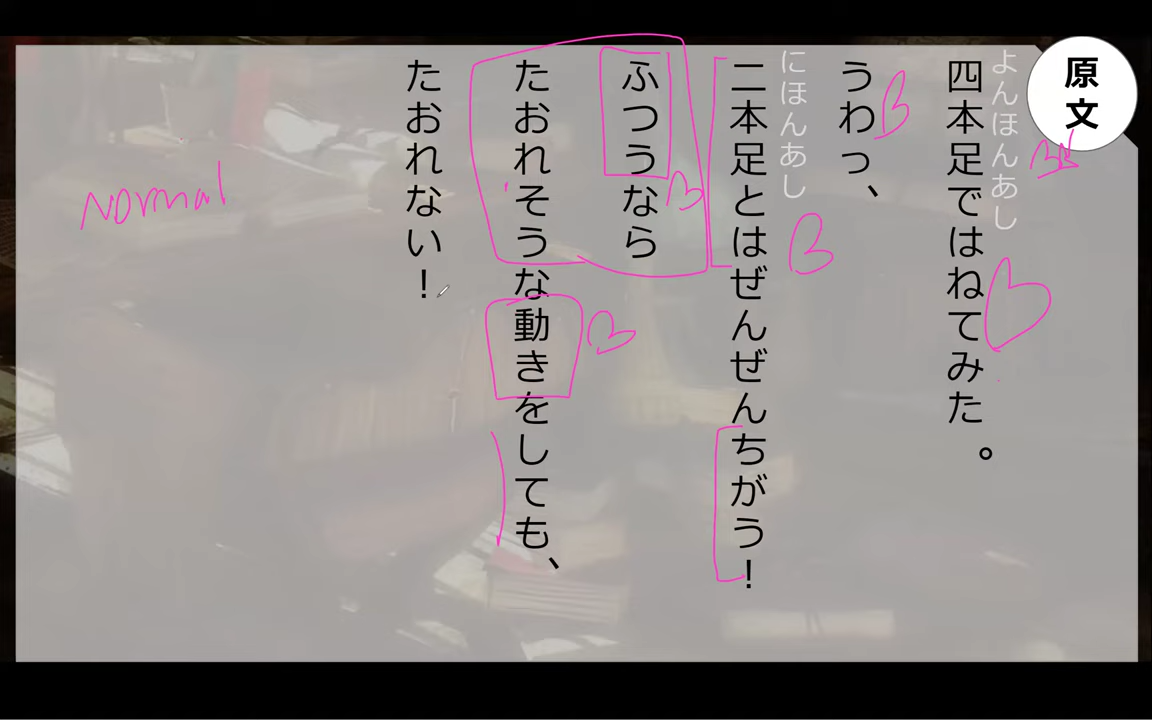 原文
よんほんあし
四本足ではねてみた。
うわっ、
にほんあし
二本足とはぜんぜんちがう！
ふつうなら
たおれそうな動きをしても、
たおれない！
Normal
B
B
B
B